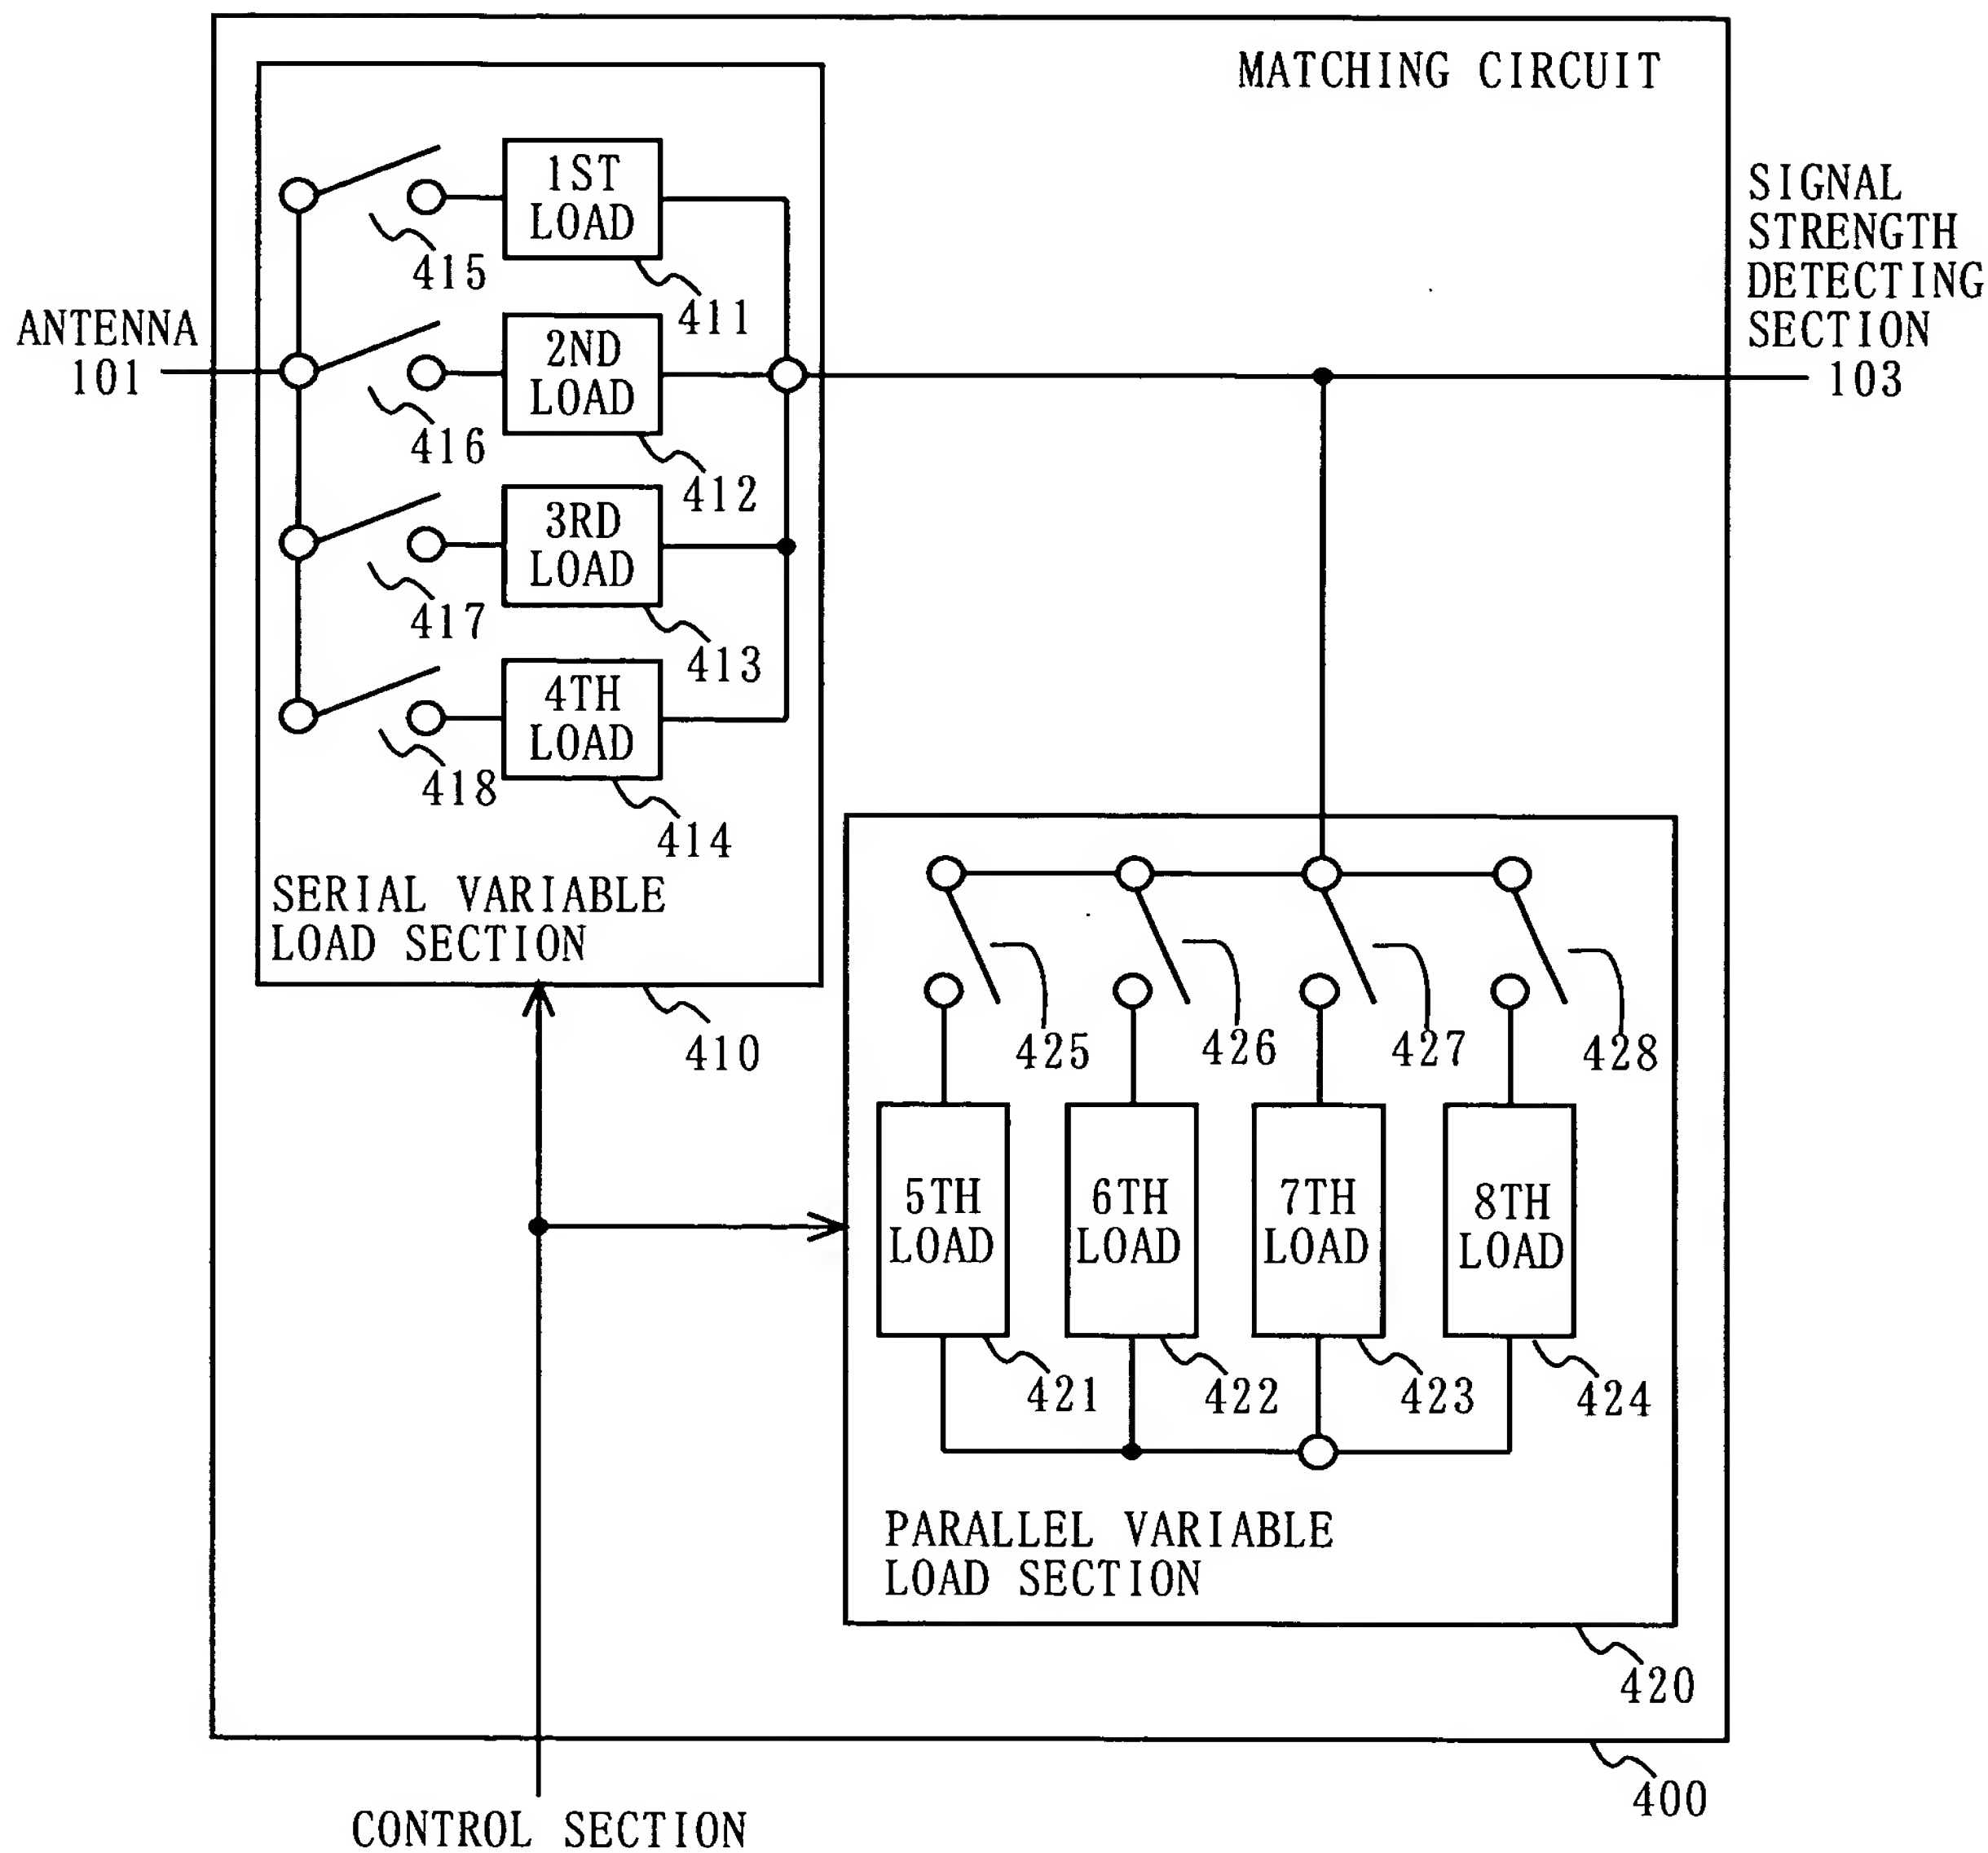 MATCHING CIRCUIT
SIGNAL
STRENGTH
DETECTING
SECTION
103
ANTENNA
101
1ST
LOAD
415
411
2ND
LOAD
416
412
3RD
LOAD
417
413
4TH
LOAD
418
414
SERIAL VARIABLE
LOAD SECTION
410
425
426
427
428
5TH
LOAD
6TH
LOAD
7TH
LOAD
8TH
LOAD
421
422
423
424
PARALLEL VARIABLE
LOAD SECTION
420
400
CONTROL SECTION